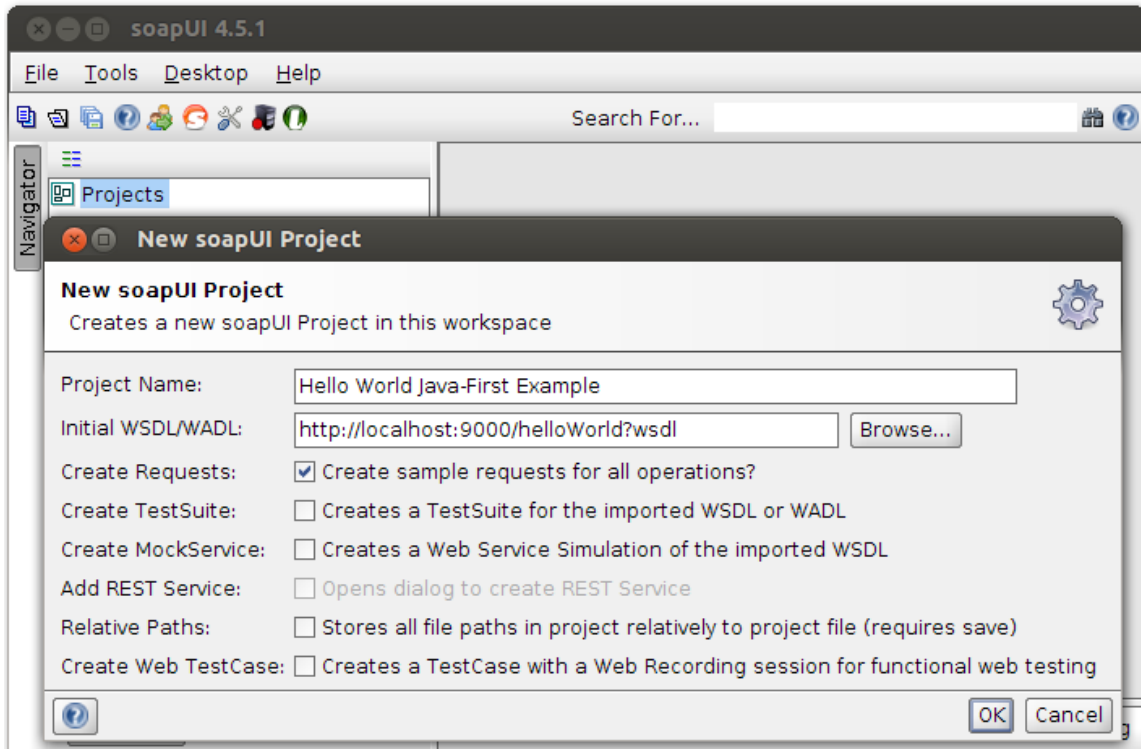 soapUI 4.5.1
File Tools Desktop Help
Search For...
Navigator
Projects
New soapUI Project
New soapUI Project
Creates a new soapUI Project in this workspace
Project Name: Hello World Java-First Example
Initial WSDL/WADL: http://localhost:9000/helloWorld?wsdl Browse...
Create Requests: Create sample requests for all operations?
Create TestSuite: Creates a TestSuite for the imported WSDL or WADL
Create MockService: Creates a Web Service Simulation of the imported WSDL
Add REST Service: Opens dialog to create REST Service
Relative Paths: Stores all file paths in project relatively to project file (requires save)
Create Web TestCase: Creates a TestCase with a Web Recording session for functional web testing
OK Cancel